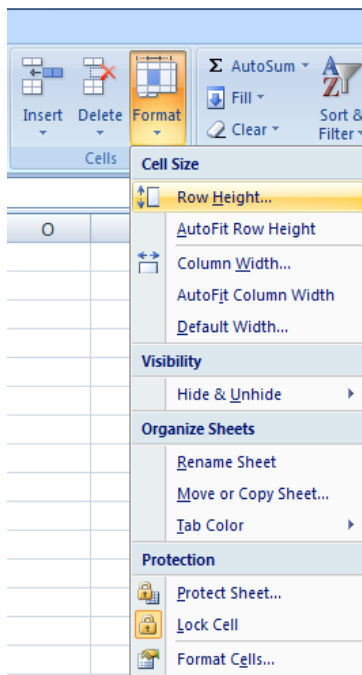 Insert
Delete
Format
Σ AutoSum
Fill
Clear
Sort &
Filter
Cells
O
Cell Size
Row Height...
AutoFit Row Height
Column Width...
AutoFit Column Width
Default Width...
Visibility
Hide & Unhide
Organize Sheets
Rename Sheet
Move or Copy Sheet...
Tab Color
Protection
Protect Sheet...
Lock Cell
Format Cells...